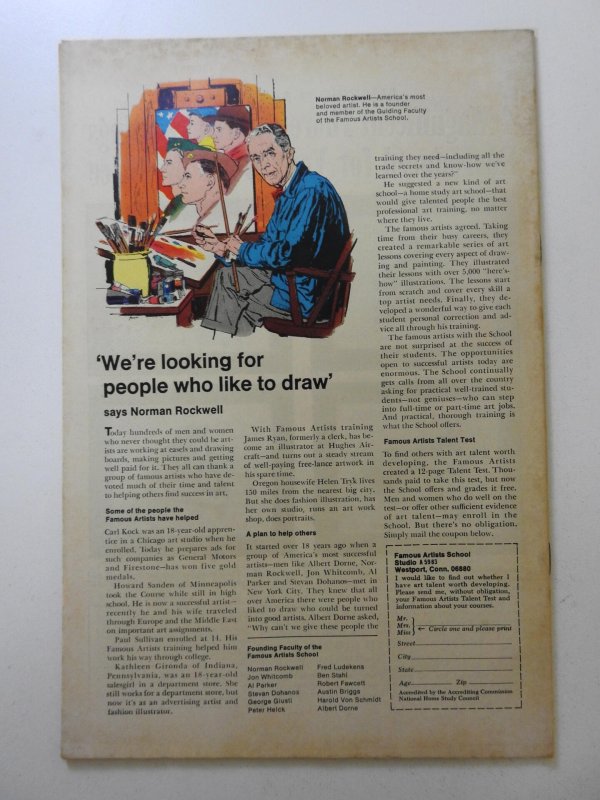 Norman Rockwell—America's most
beloved artist. He is a founder
and member of the Guiding Faculty
of the Famous Artists School.
'We're looking for
people who like to draw'
says Norman Rockwell
Today hundreds of men and women
who never thought they could be art-
ists are working at easels and drawing
boards, making pictures and getting
well paid for it. They all can thank a
group of famous artists who have de-
voted much of their time and talent
to helping others find success in art.
Some of the people the
Famous Artists have helped
Carl Kock was an 18-year-old appren-
tice in a Chicago art studio when he
enrolled. Today he prepares ads for
such companies as General Motors
and Firestone—has won five gold
medals.
Howard Sanden of Minneapolis
took the Course while still in high
school. He is now a successful artist—
recently he and his wife traveled
through Europe and the Middle East
on important art assignments.
Paul Sullivan enrolled at 14. His
Famous Artists training helped him
work his way through college.
Kathleen Gironda of Indiana,
Pennsylvania, was an 18-year-old
salesgirl in a department store. She
still works for a department store, but
now it's as an advertising artist and
fashion illustrator.
With Famous Artists training
James Ryan, formerly a clerk, has be-
come an illustrator at Hughes Air-
craft—and turns out a steady stream
of well-paying free-lance artwork in
his spare time.
Oregon housewife Helen Tryk lives
150 miles from the nearest big city.
But she does fashion illustration, has
her own studio, runs an art work
shop, does portraits.
A plan to help others
It started over 18 years ago when a
group of America's most successful
artists—men like Albert Dorne, Nor-
man Rockwell, Jon Whitcomb, Al
Parker and Stevan Dohanos—met in
New York City. They knew that all
over America there were people who
liked to draw who could be turned
into good artists. Albert Dorne asked,
"Why can't we give these people the
Founding Faculty of the
Famous Artists School
Norman Rockwell
Jon Whitcomb
Al Parker
Stevan Dohanos
George Giusti
Peter Helck
Fred Ludekens
Ben Stahl
Robert Fawcett
Austin Briggs
Harold Von Schmidt
Albert Dorne
training they need—including all the
trade secrets and know-how we've
learned over the years?"
He suggested a new kind of art
school—a home study art school—that
would give talented people the best
professional art training, no matter
where they live.
The famous artists agreed. Taking
time from their busy careers, they
created a remarkable series of art
lessons covering every aspect of draw-
ing and painting. They illustrated
their lessons with over 5,000 "here's-
how" illustrations. The lessons start
from scratch and cover every skill a
top artist needs. Finally, they de-
veloped a wonderful way to give each
student personal correction and ad-
vice all through his training.
The famous artists with the School
are not surprised at the success of
their students. The opportunities
open to successful artists today are
enormous. The School continually
gets calls from all over the country
asking for practical well-trained stu-
dents—not geniuses—who can step
into full-time or part-time art jobs.
And practical, thorough training is
what the School offers.
Famous Artists Talent Test
To find others with art talent worth
developing, the Famous Artists
created a 12-page Talent Test. Thou-
sands paid to take this test, but now
the School offers and grades it free.
Men and women who do well on the
test—or offer other sufficient evidence
of art talent—may enroll in the
School. But there's no obligation.
Simply mail the coupon below.
Famous Artists School
Studio A 5983
Westport, Conn. 06880
I would like to find out whether I
have art talent worth developing.
Please send me, without obligation,
your Famous Artists Talent Test and
information about your courses.
Mr.
Mrs. ← Circle one and please print
Miss
Street
City
State
Age Zip
Accredited by the Accrediting Commission
National Home Study Council